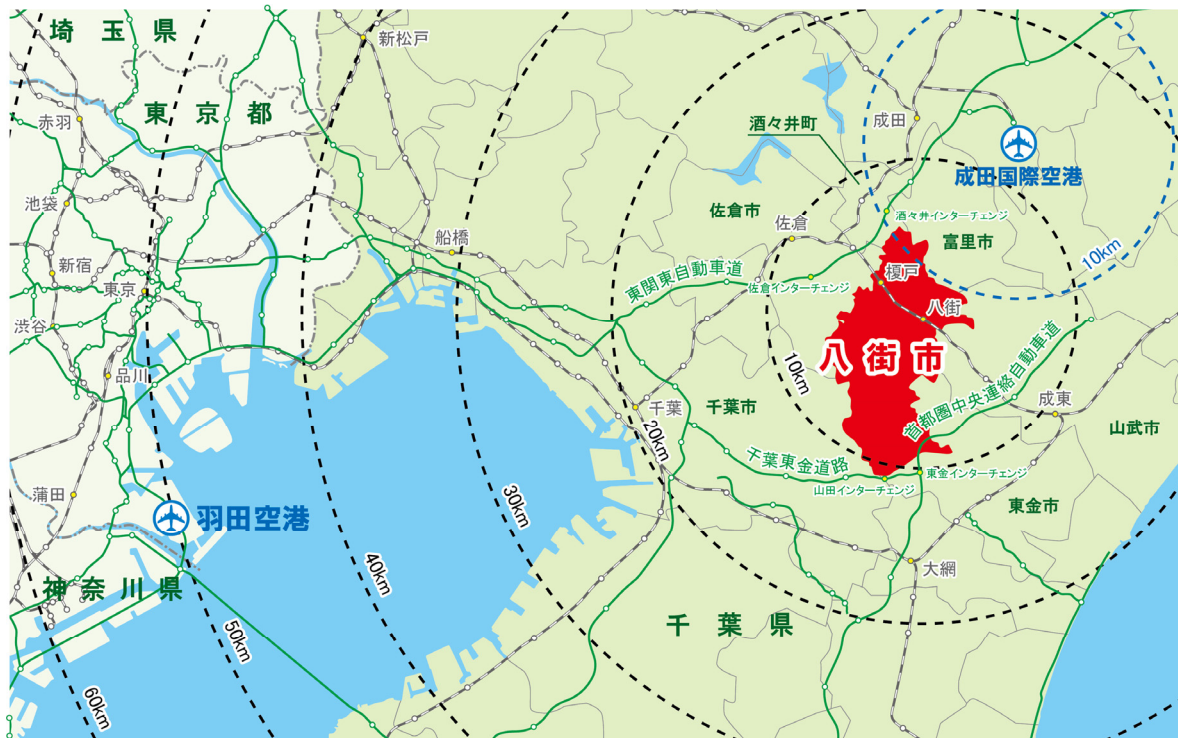 埼玉県
新松戸
東京都
赤羽
成田
酒々井町
成田国際空港
池袋
佐倉市
酒々井インターチェンジ
船橋
佐倉
富里市
10km
新宿
東関東自動車道
榎戸
東京
佐倉インターチェンジ
八街
渋谷
八街市
品川
10km
首都圏中央連絡自動車道
千葉
千葉市
成東
20km
山武市
千葉東金道路
東金インターチェンジ
山田インターチェンジ
蒲田
30km
東金市
羽田空港
40km
大網
神奈川県
千葉県
50km
60km